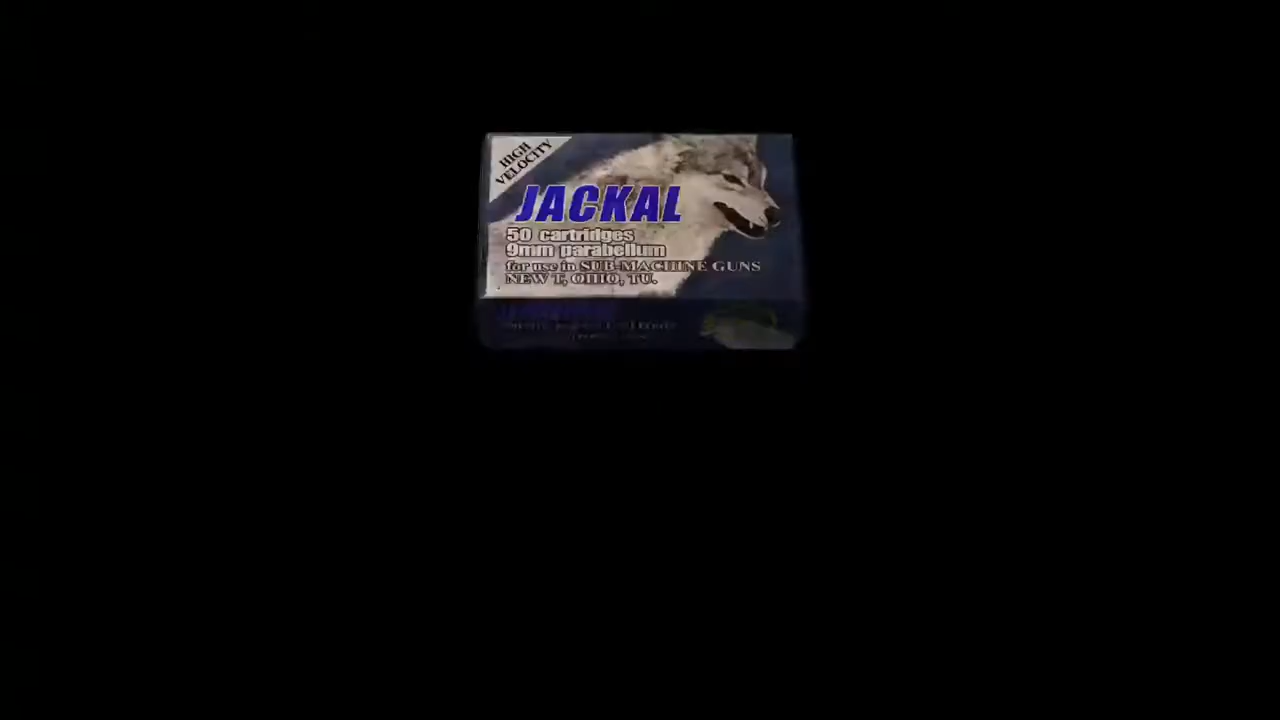 HIGH
VELOCITY
JACKAL
50 cartridges
9mm parabellum
for use in SUB-MACHINE GUNS
NEW T, OHIO, TU.